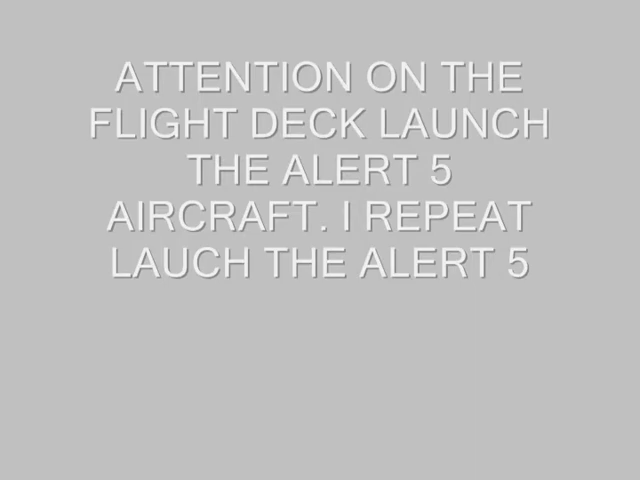 ATTENTION ON THE
FLIGHT DECK LAUNCH
THE ALERT 5
AIRCRAFT. I REPEAT
LAUCH THE ALERT 5